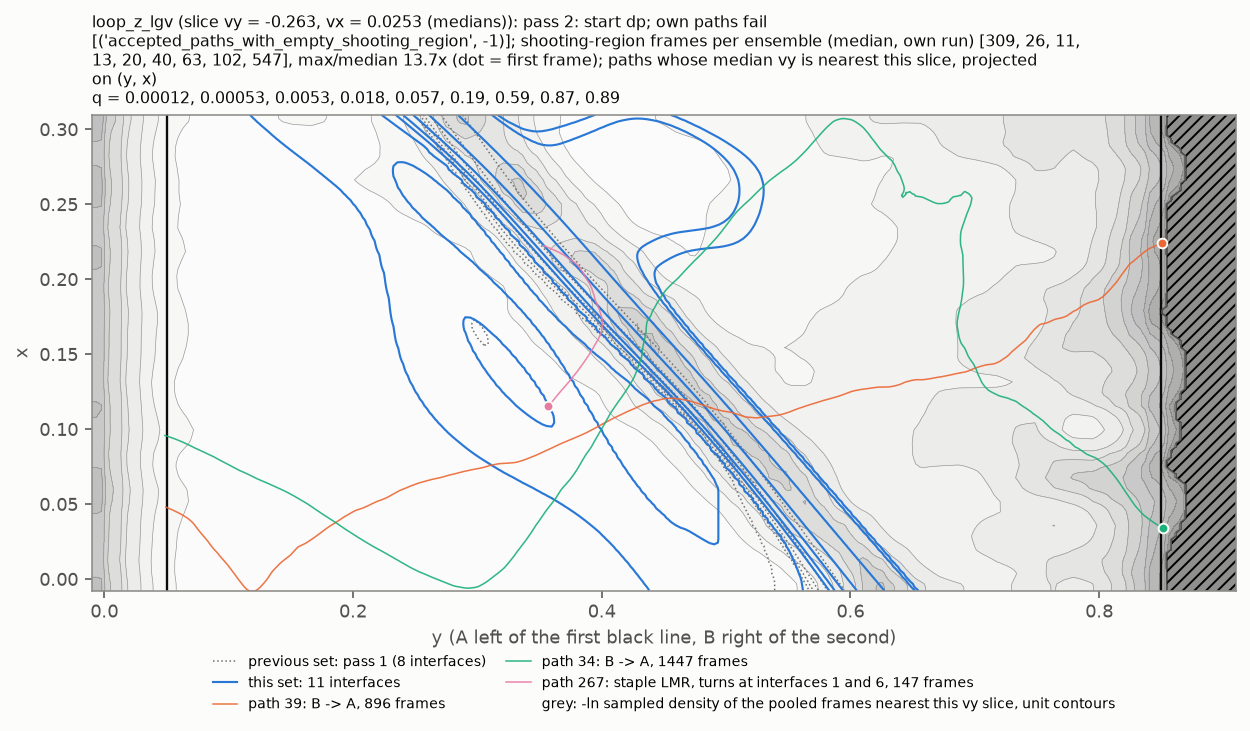 loop_z_lgv (slice vy = -0.263, vx = 0.0253 (medians)): pass 2: start dp; own paths fail
[('accepted_paths_with_empty_shooting_region', -1)]; shooting-region frames per ensemble (median, own run) [309, 26, 11,
13, 20, 40, 63, 102, 547], max/median 13.7x (dot = first frame); paths whose median vy is nearest this slice, projected
on (y, x)
q = 0.00012, 0.00053, 0.0053, 0.018, 0.057, 0.19, 0.59, 0.87, 0.89
0.30
0.25
0.20
0.15
0.10
0.05
0.00
x
0.0 0.2 0.4 0.6 0.8
y (A left of the first black line, B right of the second)
previous set: pass 1 (8 interfaces)
this set: 11 interfaces
path 39: B -> A, 896 frames
path 34: B -> A, 1447 frames
path 267: staple LMR, turns at interfaces 1 and 6, 147 frames
grey: -ln sampled density of the pooled frames nearest this vy slice, unit contours